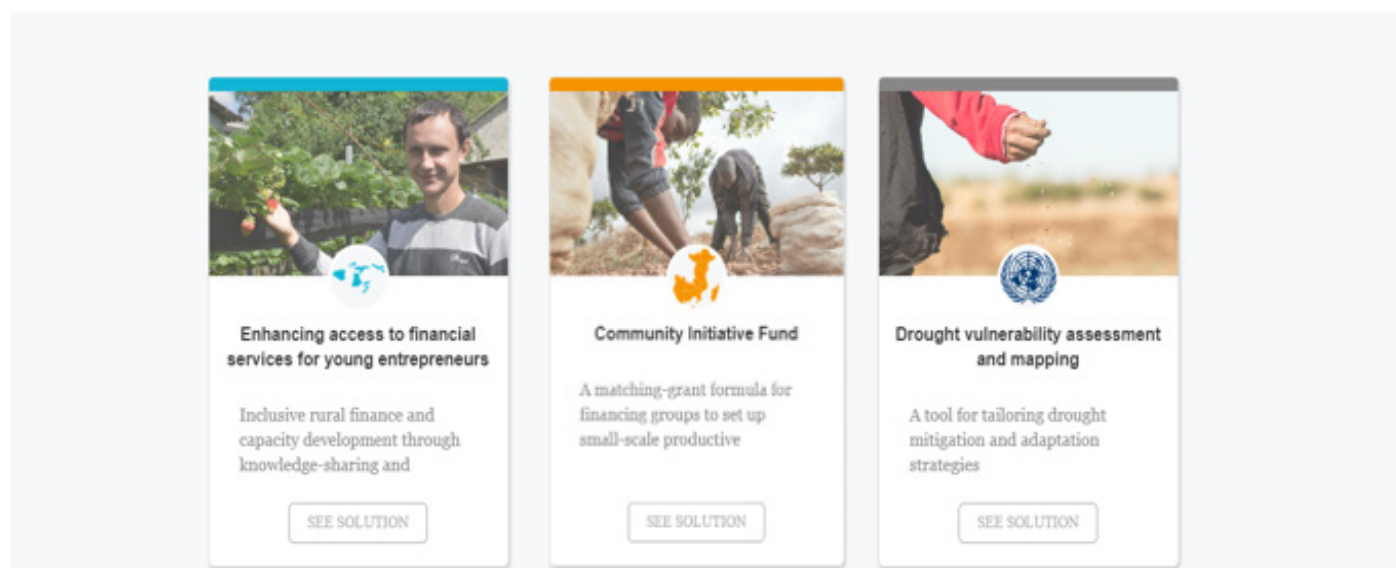 Enhancing access to financial
services for young entrepreneurs
Inclusive rural finance and
capacity development through
knowledge-sharing and
SEE SOLUTION
Community Initiative Fund
A matching-grant formula for
financing groups to set up
small-scale productive
SEE SOLUTION
Drought vulnerability assessment
and mapping
A tool for tailoring drought
mitigation and adaptation
strategies
SEE SOLUTION